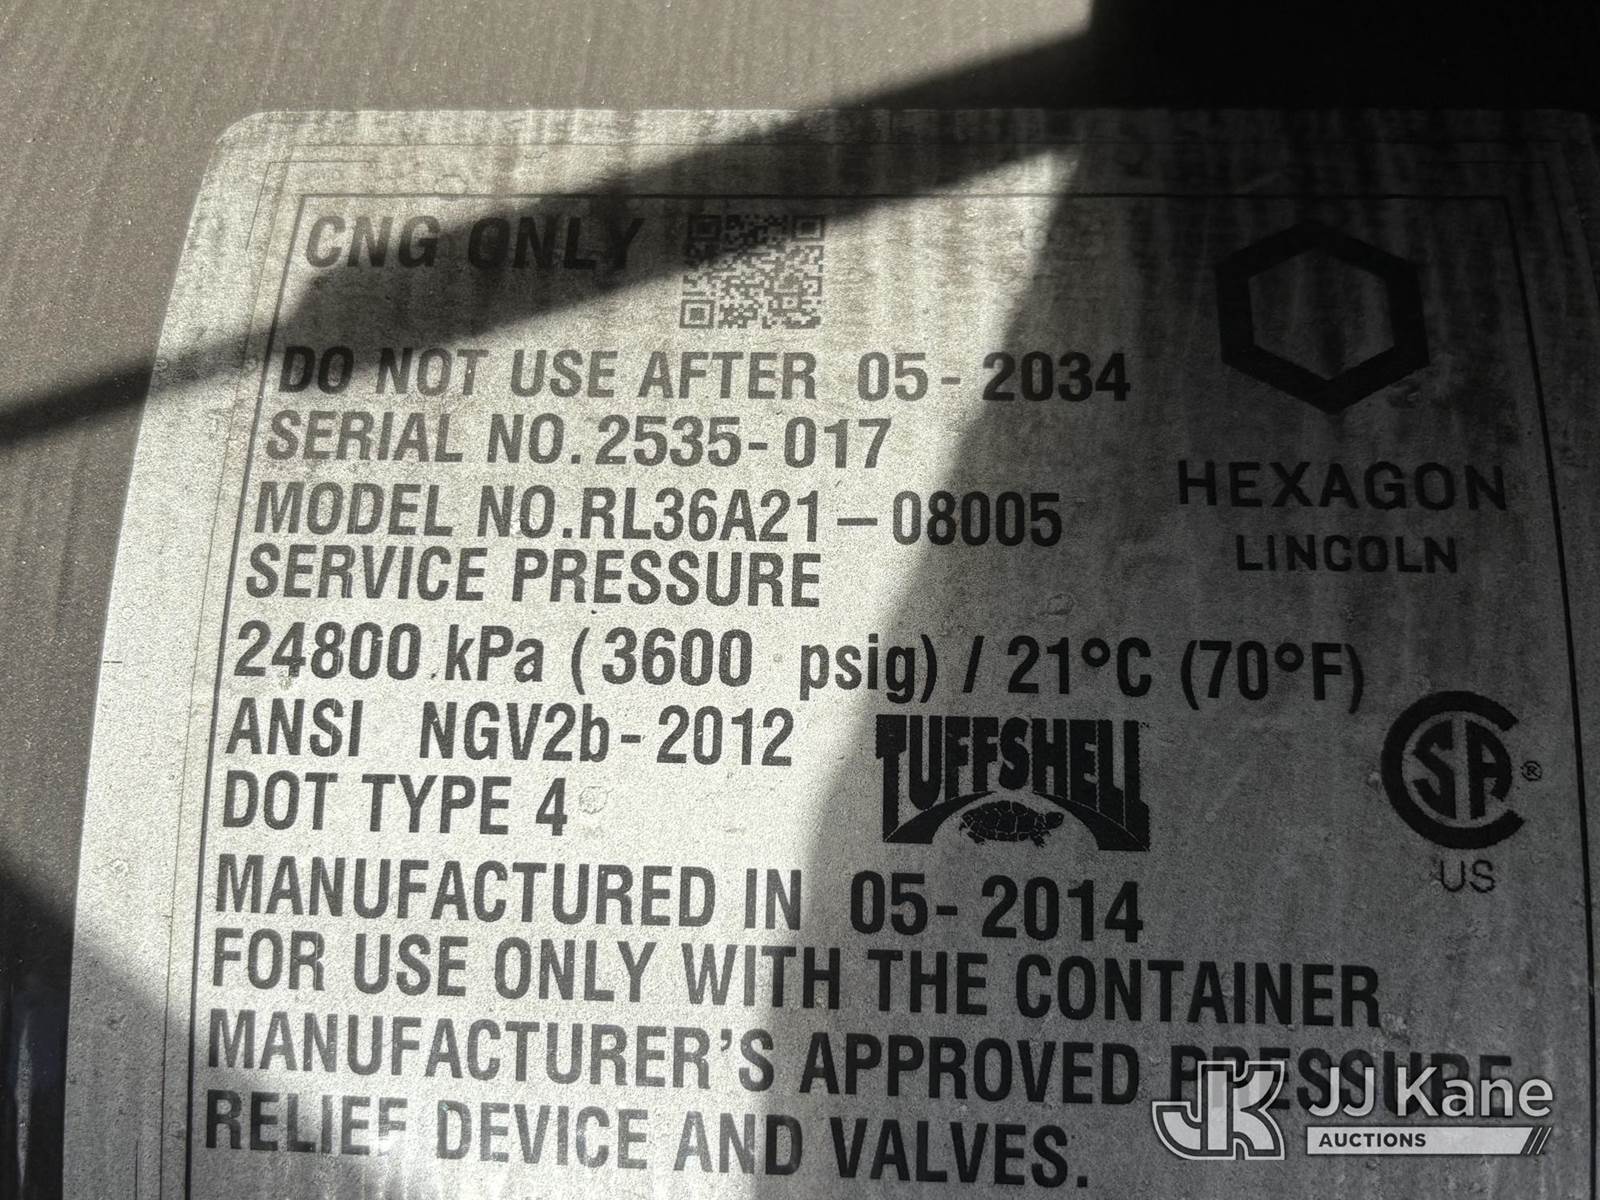 CNG ONLY
DO NOT USE AFTER 05-2034
SERIAL NO. 2535-017
MODEL NO. RL36A21-08005
HEXAGON
LINCOLN
SERVICE PRESSURE
24800 kPa (3600 psig) / 21°C (70°F)
ANSI NGV2b-2012
TUFFSHELL
SA®
US
DOT TYPE 4
MANUFACTURED IN 05-2014
FOR USE ONLY WITH THE CONTAINER
MANUFACTURER'S APPROVED PRESSURE
RELIEF DEVICE AND VALVES.
JK JJ Kane
AUCTIONS